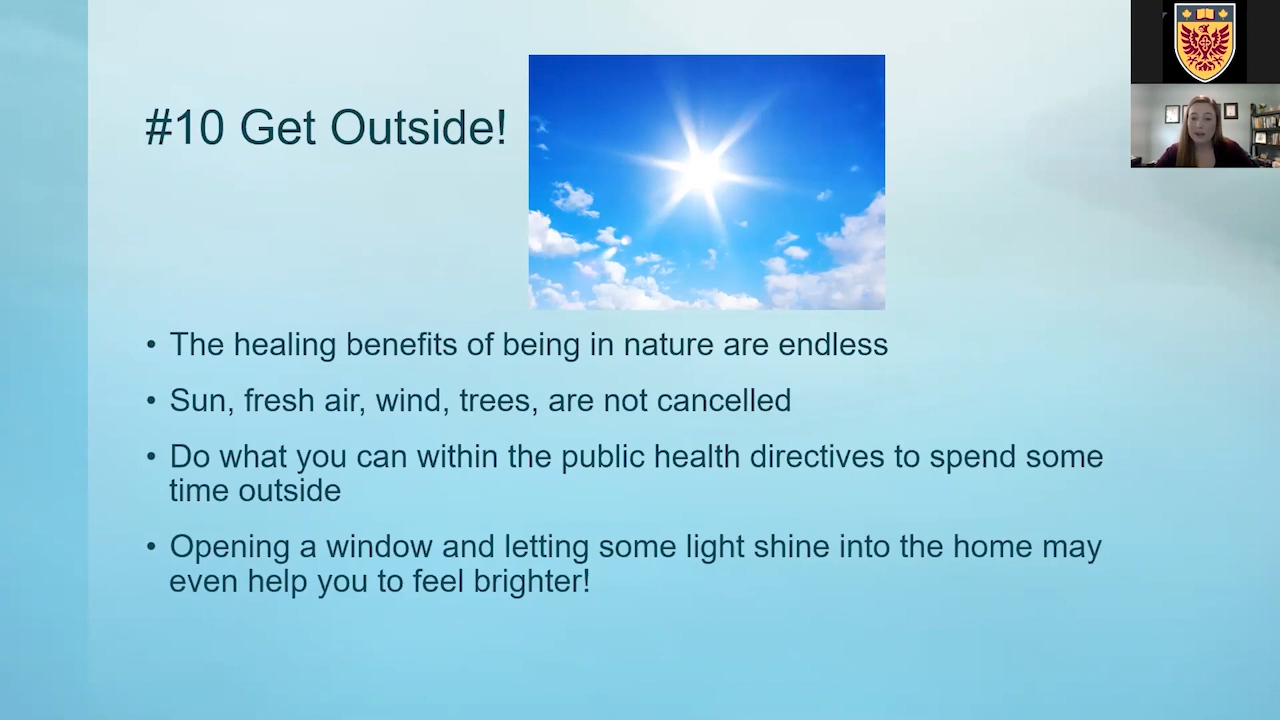 #10 Get Outside!
• The healing benefits of being in nature are endless
• Sun, fresh air, wind, trees, are not cancelled
• Do what you can within the public health directives to spend some
time outside
• Opening a window and letting some light shine into the home may
even help you to feel brighter!